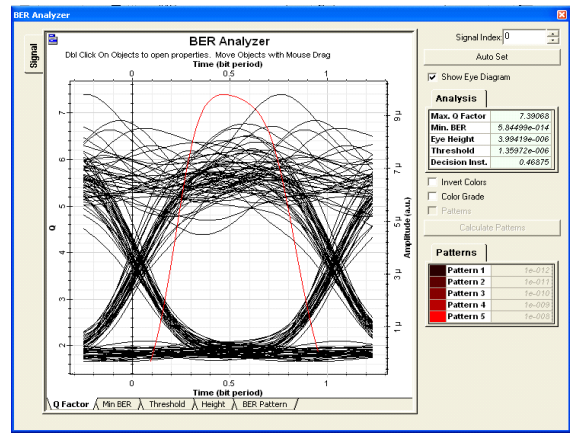 BER Analyzer
Signal
BER Analyzer
Dbl Click On Objects to open properties. Move Objects with Mouse Drag
Time (bit period)
0 0.5 1
Q
7
6
5
4
3
2
Amplitude (a.u.)
9 µ
7 µ
5 µ
3 µ
1 µ
0 0.5 1
Time (bit period)
Q Factor Min BER Threshold Height BER Pattern
Signal Index: 0
Auto Set
Show Eye Diagram
Analysis
Max. Q Factor 7.39068
Min. BER 5.84499e-014
Eye Height 3.99419e-006
Threshold 1.35972e-006
Decision Inst. 0.46875
Invert Colors
Color Grade
Patterns
Calculate Patterns
Patterns
Pattern 1 1e-012
Pattern 2 1e-011
Pattern 3 1e-010
Pattern 4 1e-009
Pattern 5 1e-008